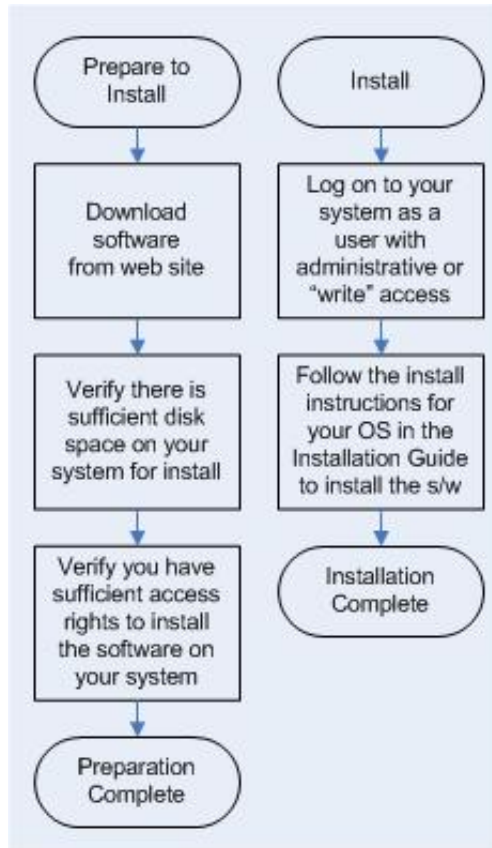 Prepare to
Install
Download
software
from web site
Verify there is
sufficient disk
space on your
system for install
Verify you have
sufficient access
rights to install
the software on
your system
Preparation
Complete
Install
Log on to your
system as a
user with
administrative or
“write” access
Follow the install
instructions for
your OS in the
Installation Guide
to install the s/w
Installation
Complete